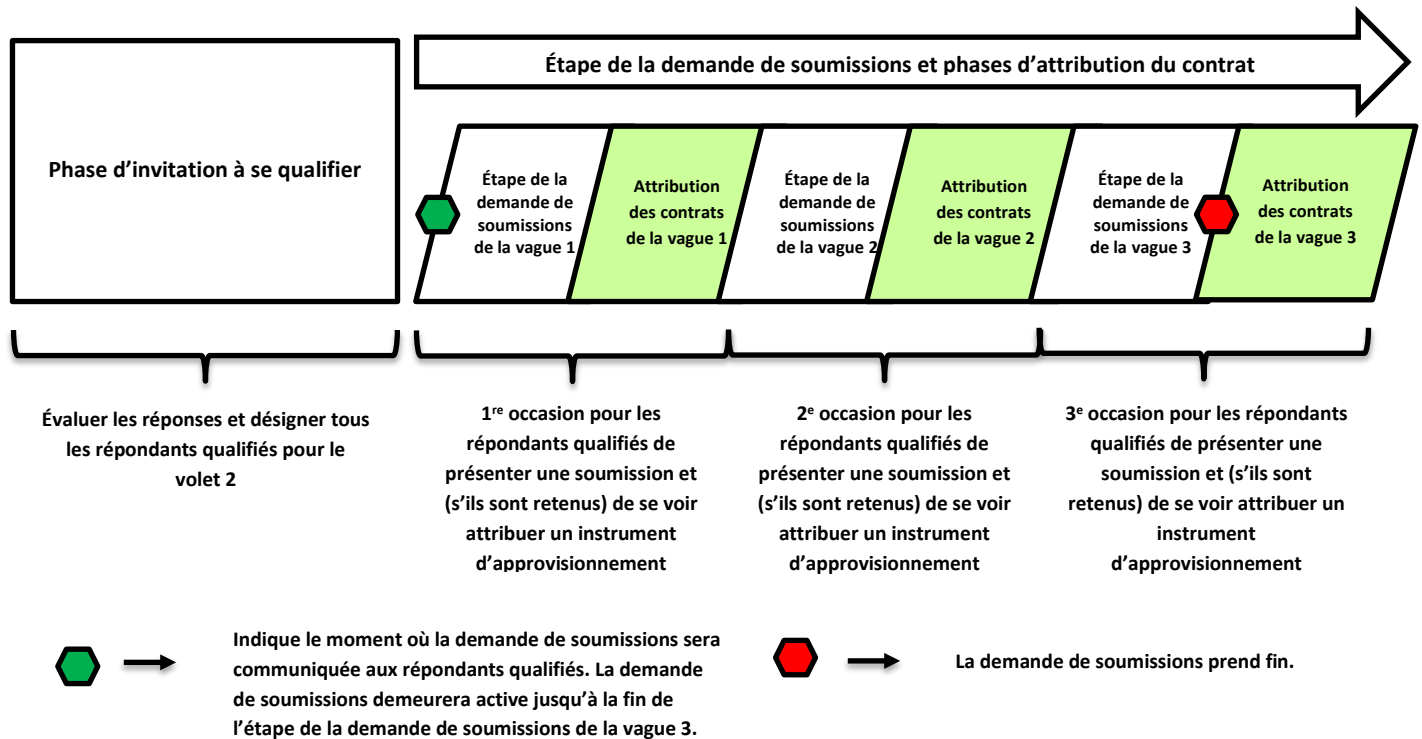 Étape de la demande de soumissions et phases d'attribution du contrat
Phase d'invitation à se qualifier
Étape de la
demande de
soumissions
de la vague 1
Attribution
des contrats
de la vague 1
Étape de la
demande de
soumissions
de la vague 2
Attribution
des contrats
de la vague 2
Étape de la
demande de
soumissions
de la vague 3
Attribution
des contrats
de la vague 3
Évaluer les réponses et désigner tous
les répondants qualifiés pour le
volet 2
1re occasion pour les
répondants qualifiés de
présenter une soumission et
(s'ils sont retenus) de se voir
attribuer un instrument
d'approvisionnement
2e occasion pour les
répondants qualifiés de
présenter une soumission et
(s'ils sont retenus) de se voir
attribuer un instrument
d'approvisionnement
3e occasion pour les répondants
qualifiés de présenter une
soumission et (s'ils sont
retenus) de se voir attribuer un
instrument
d'approvisionnement
Indique le moment où la demande de soumissions sera
communiquée aux répondants qualifiés. La demande
de soumissions demeurera active jusqu'à la fin de
l'étape de la demande de soumissions de la vague 3.
La demande de soumissions prend fin.